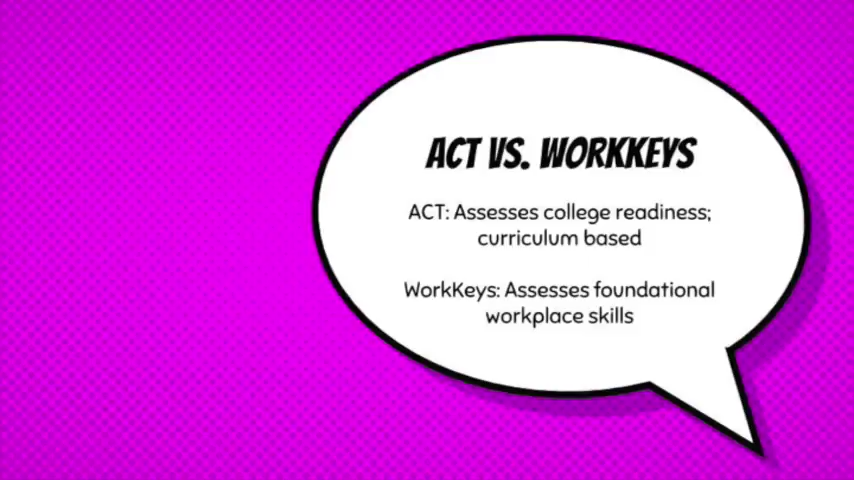 ACT VS. WORKKEYS
ACT: Assesses college readiness;
curriculum based
WorkKeys: Assesses foundational
workplace skills